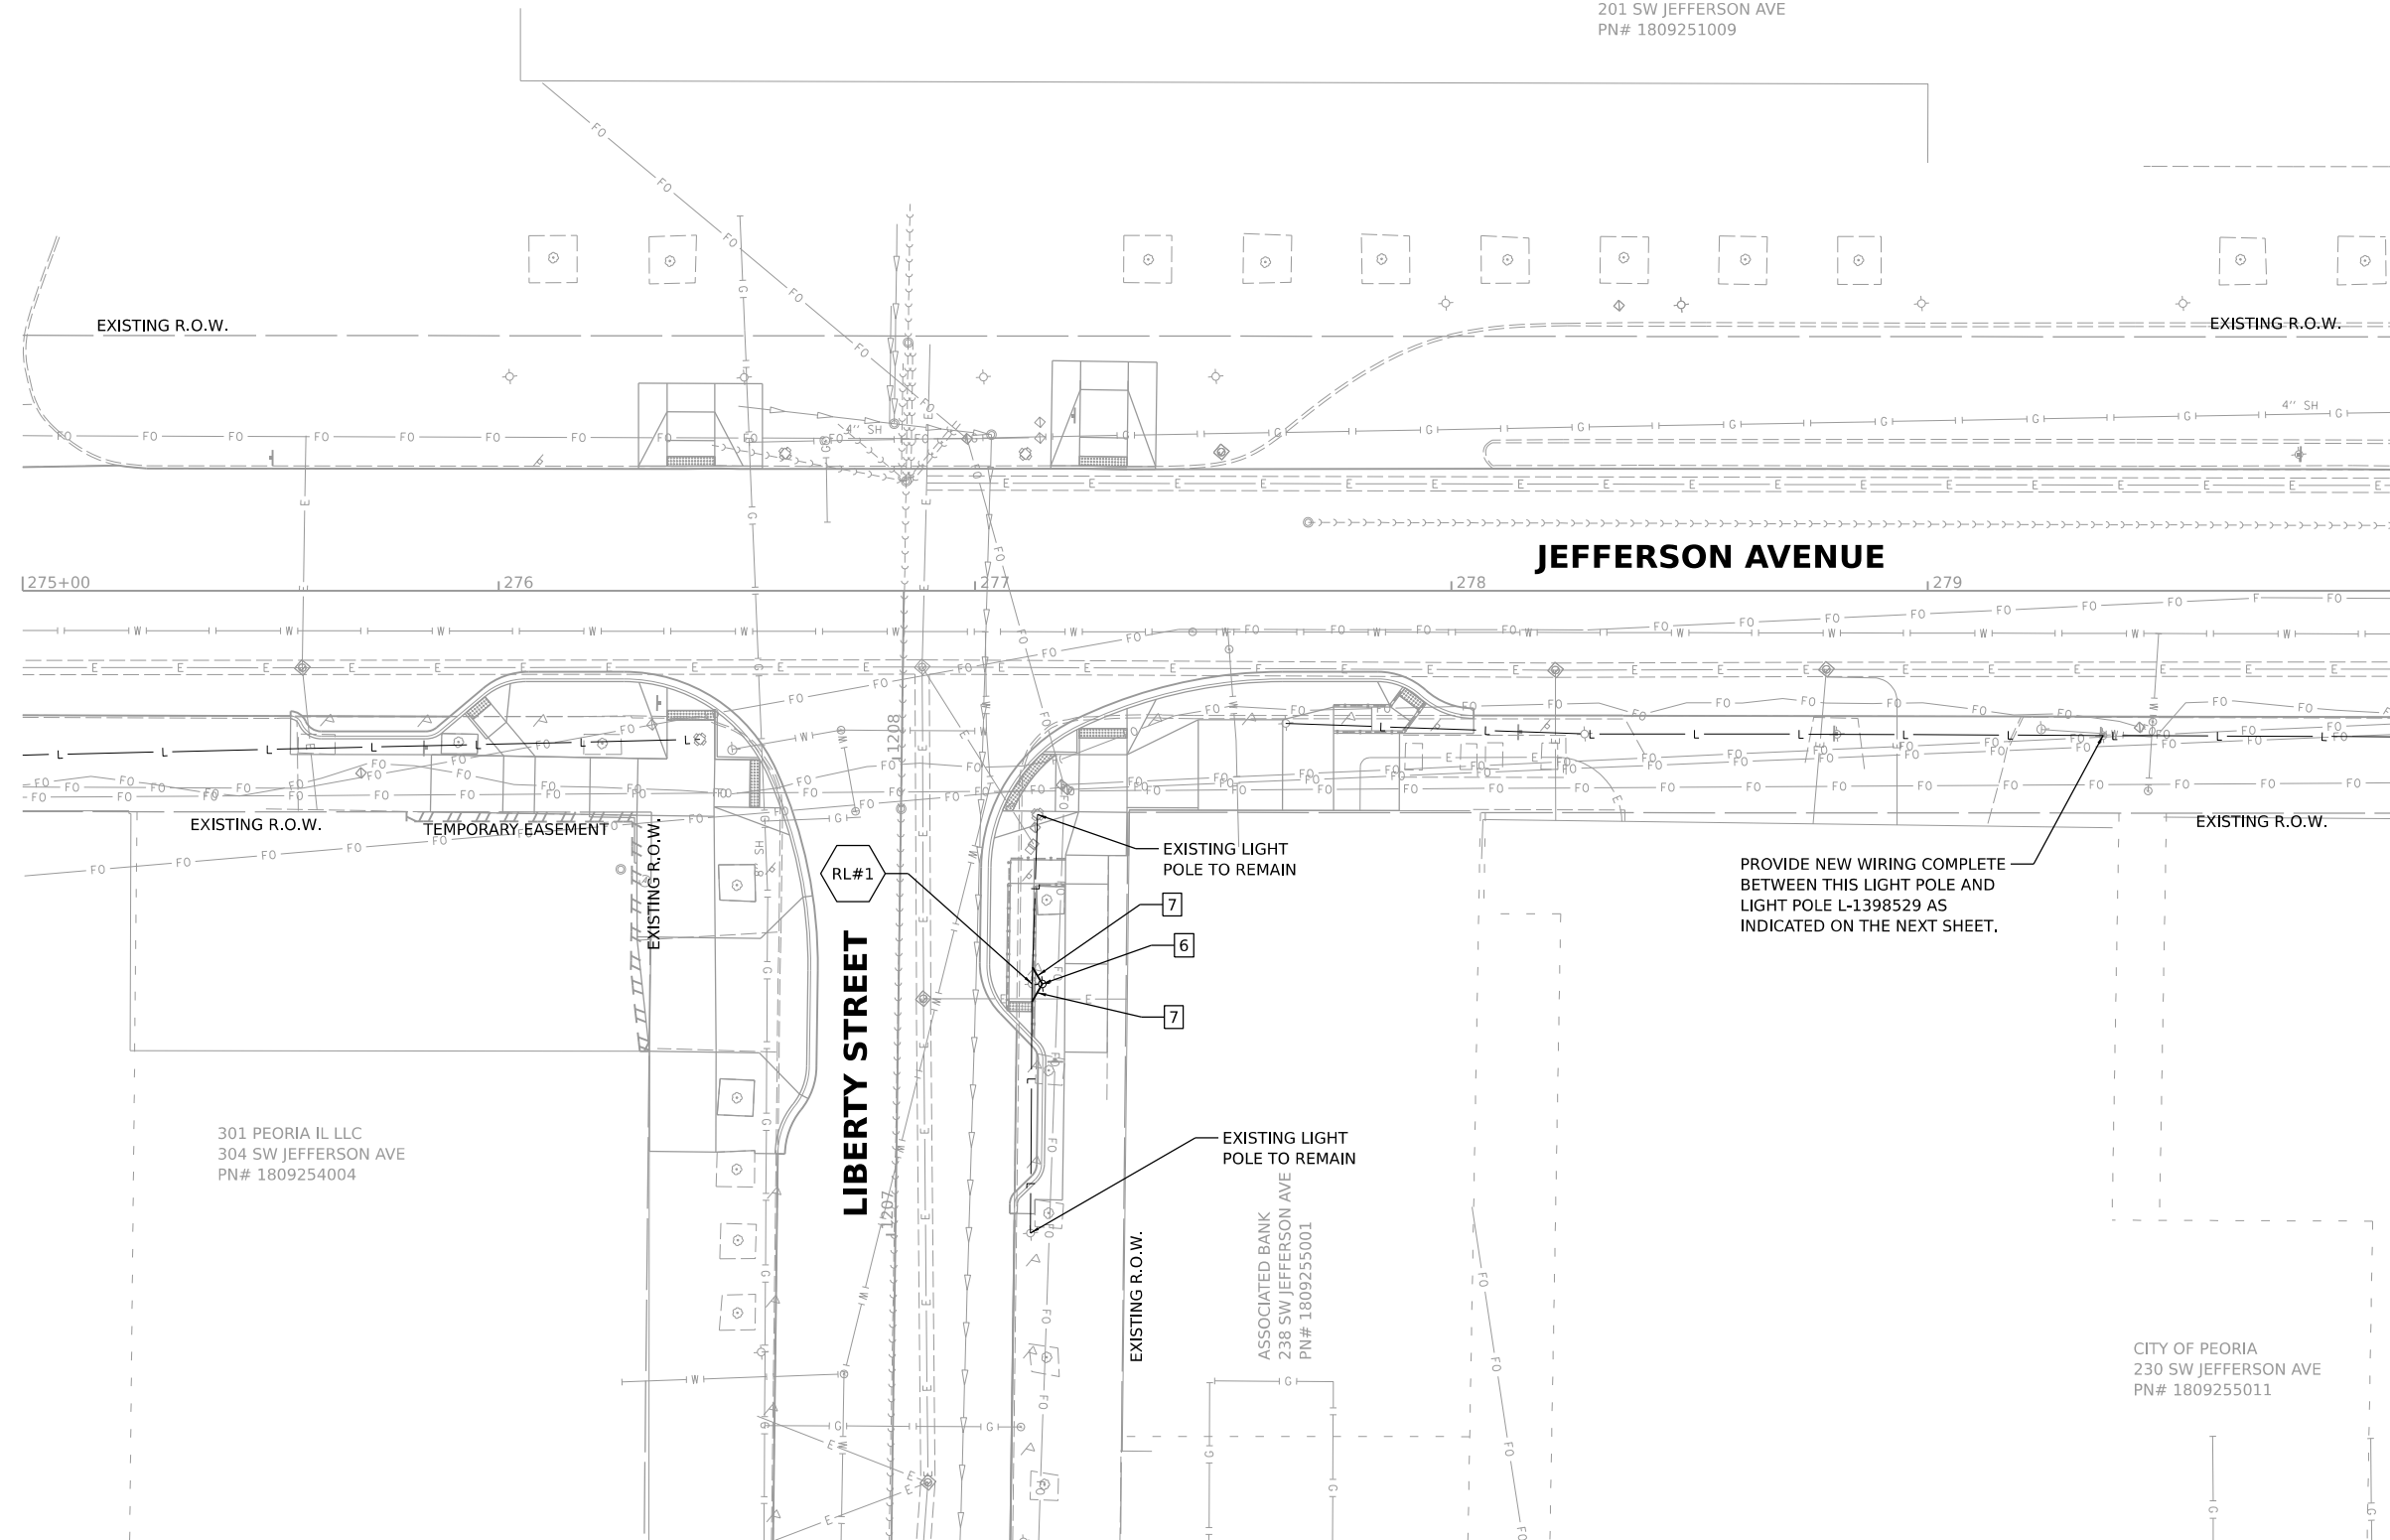 201 SW JEFFERSON AVE
PN# 1809251009
EXISTING R.O.W.
EXISTING R.O.W.
4'' SH
4'' SH
JEFFERSON AVENUE
275+00
276
277
278
279
1208
EXISTING R.O.W.
TEMPORARY EASEMENT
EXISTING R.O.W.
EXISTING R.O.W.
8" HS
RL#1
EXISTING LIGHT
POLE TO REMAIN
7
6
7
PROVIDE NEW WIRING COMPLETE
BETWEEN THIS LIGHT POLE AND
LIGHT POLE L-1398529 AS
INDICATED ON THE NEXT SHEET.
LIBERTY STREET
301 PEORIA IL LLC
304 SW JEFFERSON AVE
PN# 1809254004
EXISTING LIGHT
POLE TO REMAIN
1207
EXISTING R.O.W.
ASSOCIATED BANK
238 SW JEFFERSON AVE
PN# 1809255001
CITY OF PEORIA
230 SW JEFFERSON AVE
PN# 1809255011